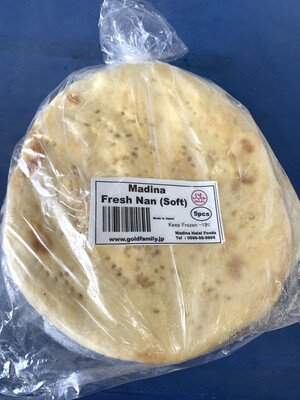 Madina
Fresh Nan (Soft)
5pcs
Made in Japan
Keep Frozen -18℃
www.goldfamily.jp
Madina Halal Foods